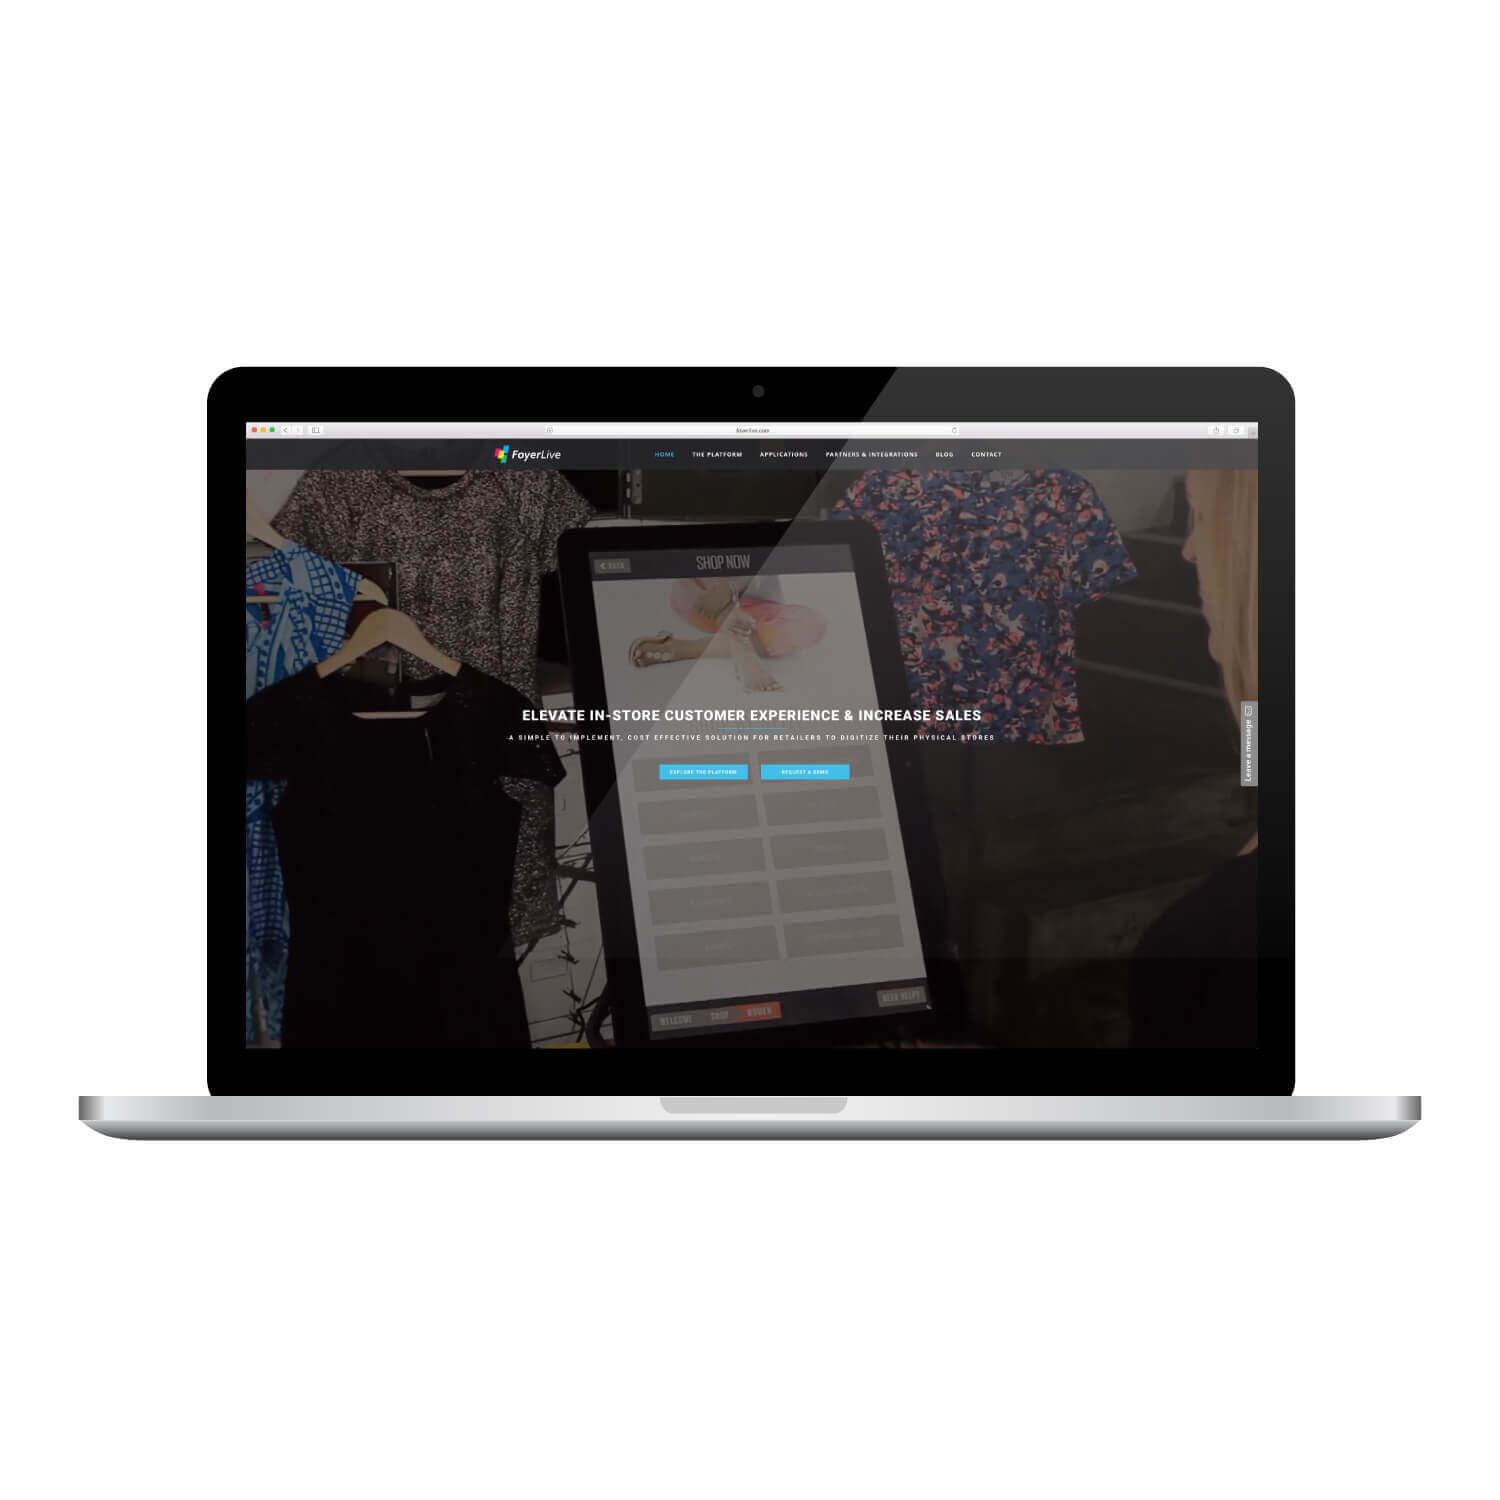 foyerlive.com
FoyerLive
HOME THE PLATFORM APPLICATIONS PARTNERS & INTEGRATIONS BLOG CONTACT
BACK SHOP NOW
ELEVATE IN-STORE CUSTOMER EXPERIENCE & INCREASE SALES
A SIMPLE TO IMPLEMENT, COST EFFECTIVE SOLUTION FOR RETAILERS TO DIGITIZE THEIR PHYSICAL STORES
EXPLORE THE PLATFORM REQUEST A DEMO
Leave a message
WELCOME SHOP WOMEN NEED HELP?